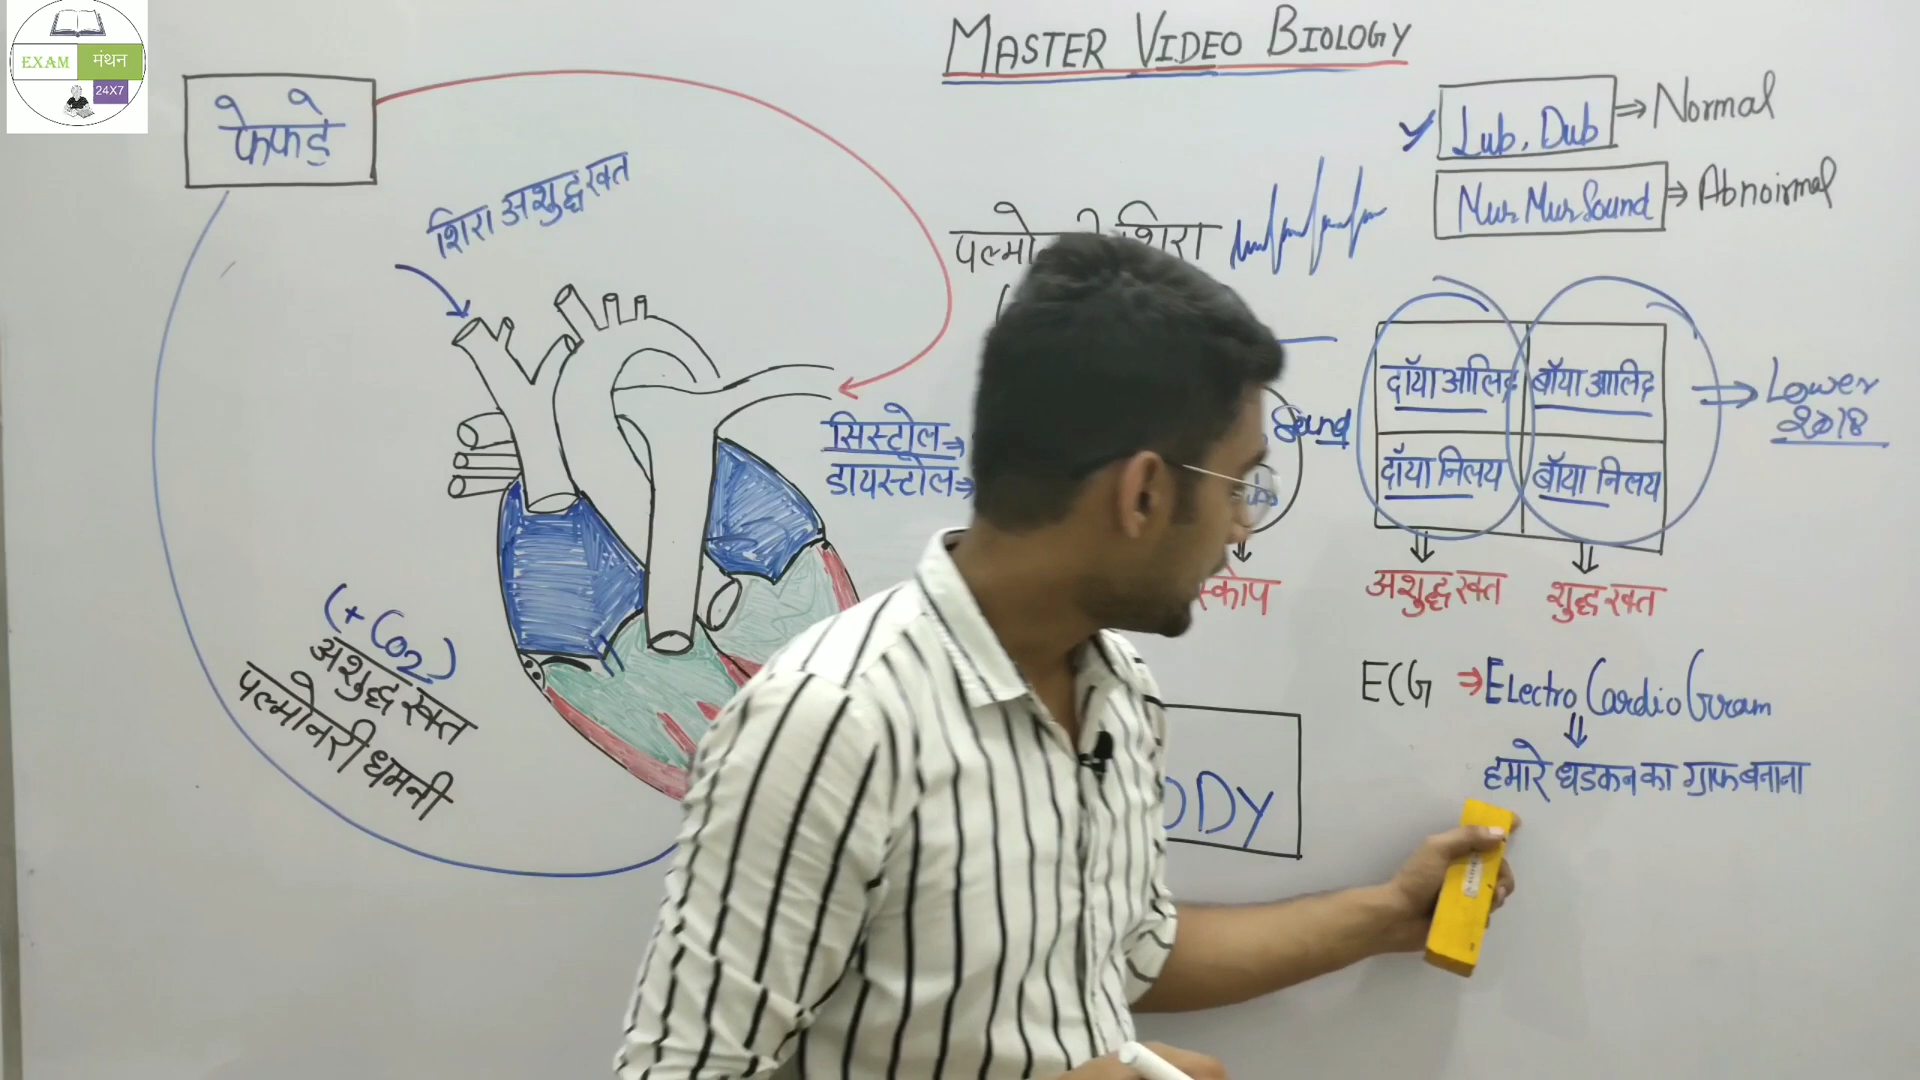 EXAM मंथन
24X7
MASTER VIDEO BIOLOGY
फेफड़े
शिरा अशुद्ध रक्त
Lub, Dub ⇒ Normal
Mur Mur Sound ⇒ Abnoirmal
शिरा
सिस्टोल ⇒
डायस्टोल ⇒
Sound
दाॅया आलिंद
बाॅया आलिंद
दाॅया निलय
बाॅया निलय
⇒ Lower
2018
स्कोप
अशुद्ध रक्त
शुद्ध रक्त
(+CO2)
अशुद्ध रक्त
पल्मोनरी धमनी
ECG ⇒ ELectro Cardio Gram
हमारे धडकन का ग्राफ बनाना
ODY